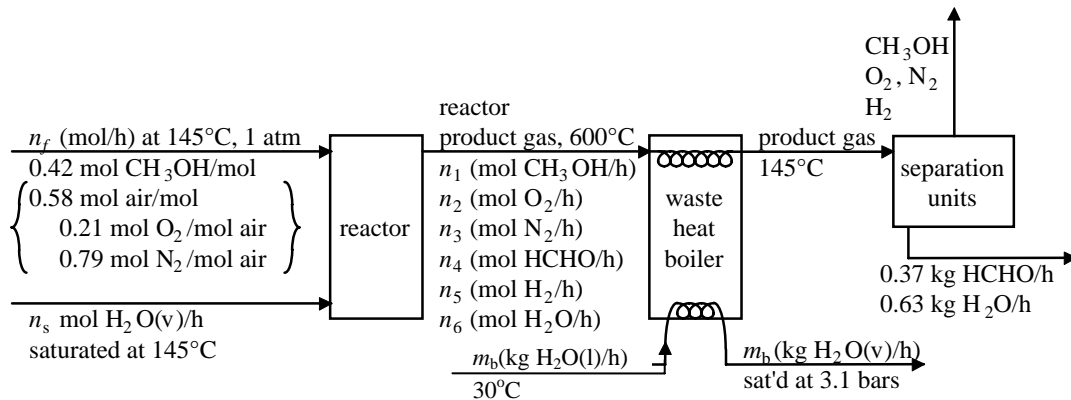 CH₃OH
O₂, N₂
H₂
n_f (mol/h) at 145°C, 1 atm
0.42 mol CH₃OH/mol
0.58 mol air/mol
0.21 mol O₂/mol air
0.79 mol N₂/mol air
n_s mol H₂O(v)/h
saturated at 145°C
reactor
reactor
product gas, 600°C
n₁ (mol CH₃OH/h)
n₂ (mol O₂/h)
n₃ (mol N₂/h)
n₄ (mol HCHO/h)
n₅ (mol H₂/h)
n₆ (mol H₂O/h)
waste
heat
boiler
m_b(kg H₂O(l)/h)
30°C
m_b(kg H₂O(v)/h)
sat'd at 3.1 bars
product gas
145°C
separation
units
0.37 kg HCHO/h
0.63 kg H₂O/h